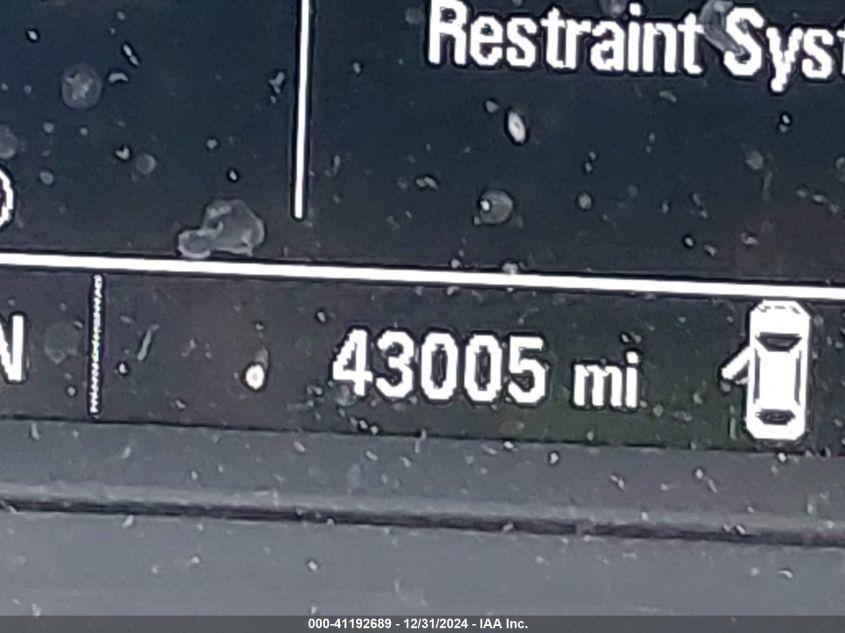 Restraint Syst
N
43005 mi
000-41192689 - 12/31/2024 - IAA Inc.